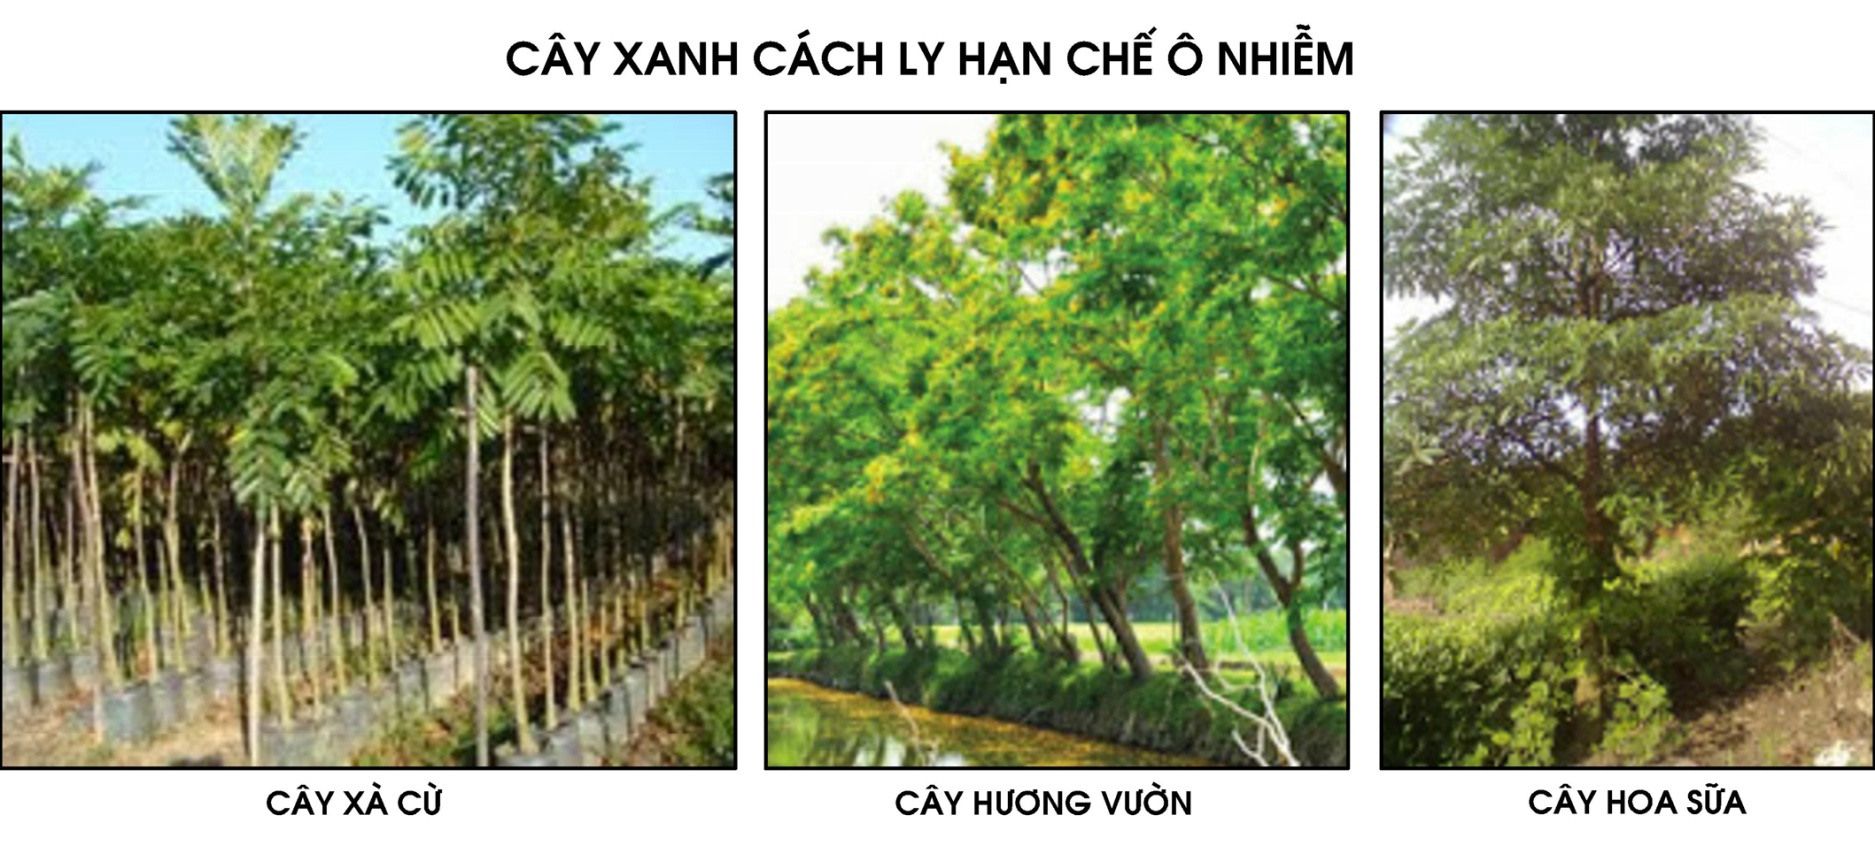 CÂY XANH CÁCH LY HẠN CHẾ Ô NHIỄM
CÂY XÀ CỪ
CÂY HƯƠNG VƯỜN
CÂY HOA SỮA